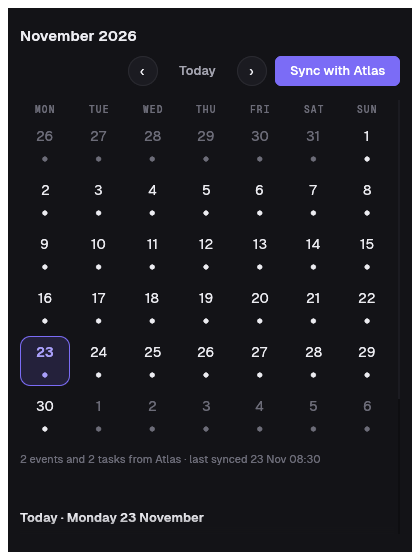 November 2026
‹ Today › Sync with Atlas
MON TUE WED THU FRI SAT SUN
26 27 28 29 30 31 1
2 3 4 5 6 7 8
9 10 11 12 13 14 15
16 17 18 19 20 21 22
23 24 25 26 27 28 29
30 1 2 3 4 5 6
2 events and 2 tasks from Atlas · last synced 23 Nov 08:30
Today · Monday 23 November